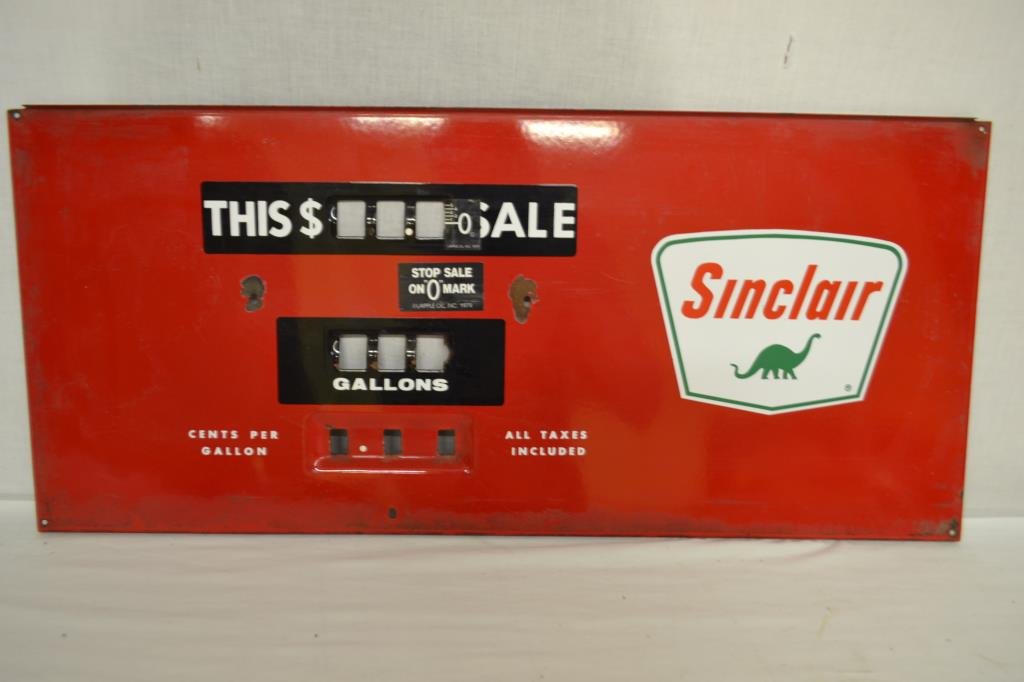 THIS $ 0 SALE
STOP SALE
ON "0" MARK
GALLONS
CENTS PER
GALLON
ALL TAXES
INCLUDED
Sinclair
®